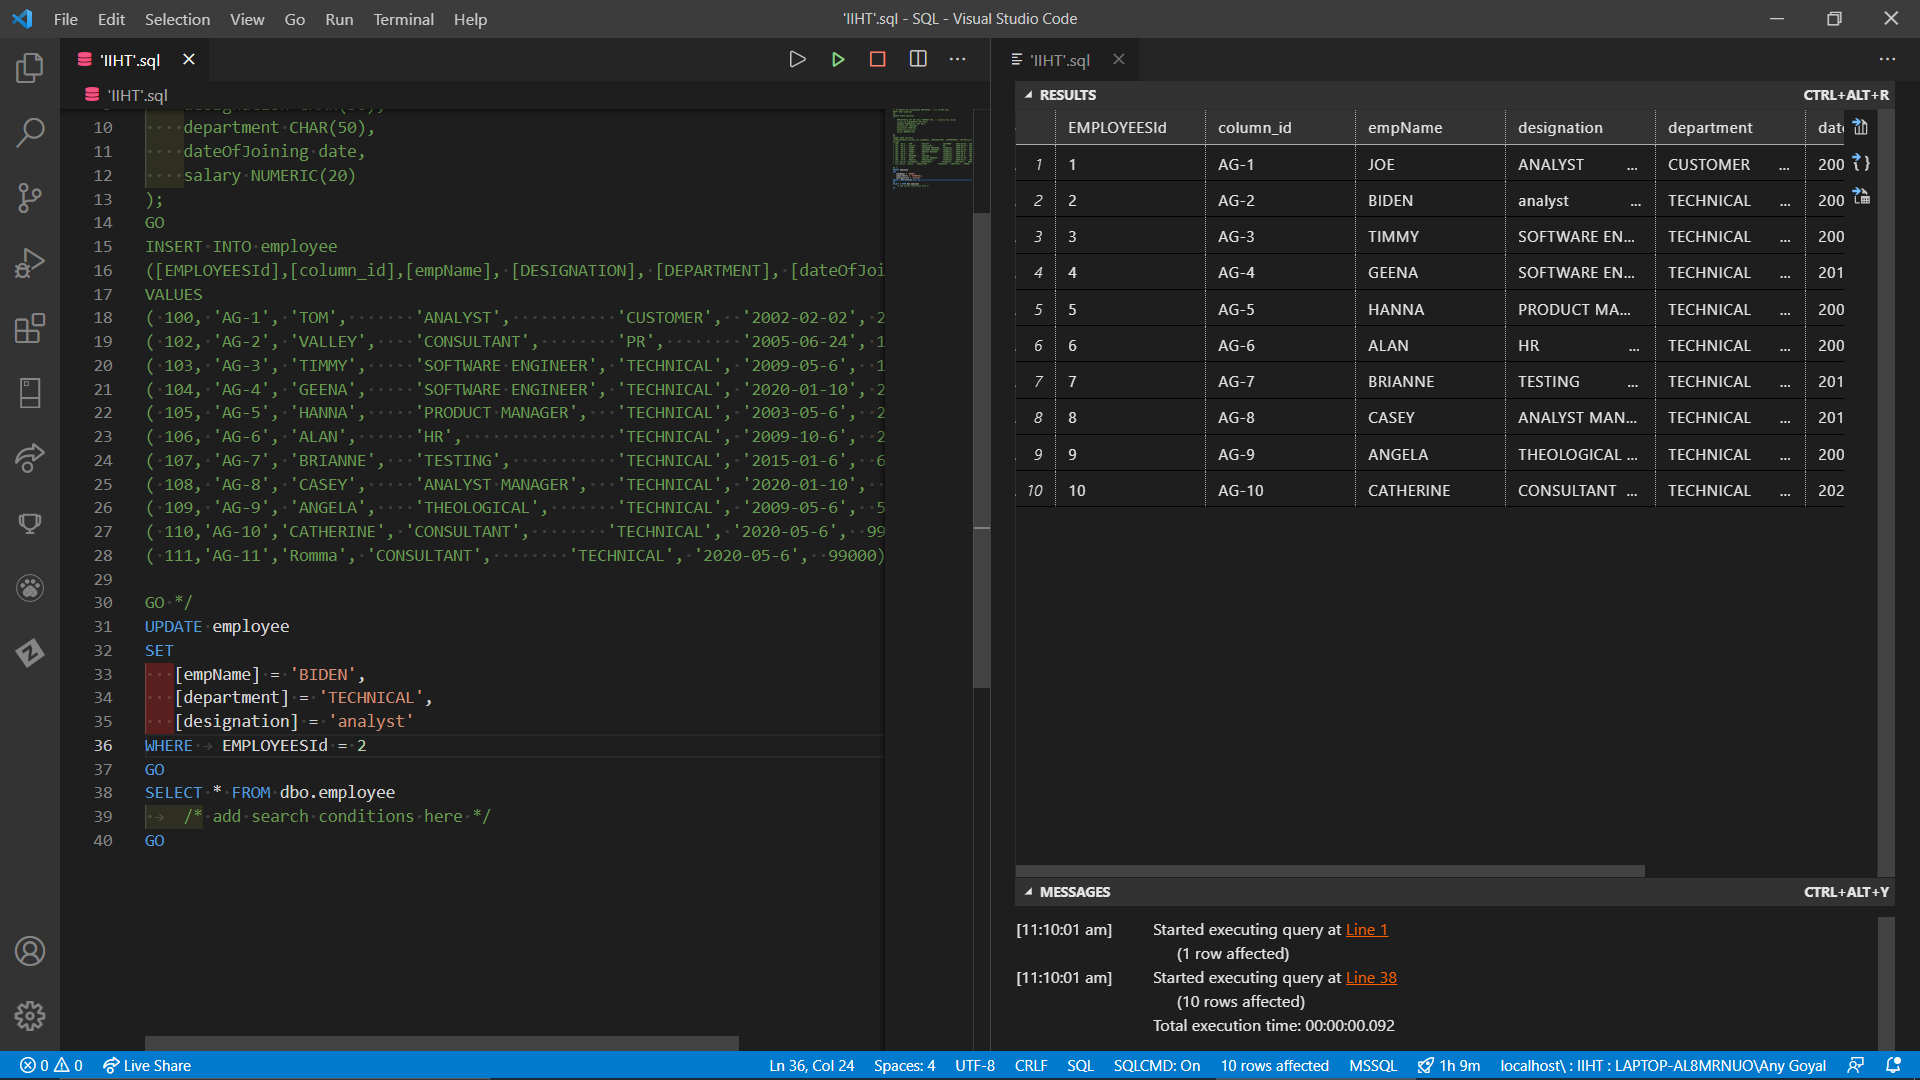 File Edit Selection View Go Run Terminal Help
'IIHT'.sql - SQL - Visual Studio Code
'IIHT'.sql
'IIHT'.sql
10 department CHAR(50),
11 dateOfJoining date,
12 salary NUMERIC(20)
13 );
14 GO
15 INSERT INTO employee
16 ([EMPLOYEESId],[column_id],[empName], [DESIGNATION], [DEPARTMENT], [dateOfJoi
17 VALUES
18 ( 100, 'AG-1', 'TOM', 'ANALYST', 'CUSTOMER', '2002-02-02', 2
19 ( 102, 'AG-2', 'VALLEY', 'CONSULTANT', 'PR', '2005-06-24', 1
20 ( 103, 'AG-3', 'TIMMY', 'SOFTWARE ENGINEER', 'TECHNICAL', '2009-05-6', 1
21 ( 104, 'AG-4', 'GEENA', 'SOFTWARE ENGINEER', 'TECHNICAL', '2020-01-10', 2
22 ( 105, 'AG-5', 'HANNA', 'PRODUCT MANAGER', 'TECHNICAL', '2003-05-6', 2
23 ( 106, 'AG-6', 'ALAN', 'HR', 'TECHNICAL', '2009-10-6', 2
24 ( 107, 'AG-7', 'BRIANNE', 'TESTING', 'TECHNICAL', '2015-01-6', 6
25 ( 108, 'AG-8', 'CASEY', 'ANALYST MANAGER', 'TECHNICAL', '2020-01-10',
26 ( 109, 'AG-9', 'ANGELA', 'THEOLOGICAL', 'TECHNICAL', '2009-05-6', 5
27 ( 110,'AG-10','CATHERINE', 'CONSULTANT', 'TECHNICAL', '2020-05-6', 99
28 ( 111,'AG-11','Romma', 'CONSULTANT', 'TECHNICAL', '2020-05-6', 99000)
29
30 GO */
31 UPDATE employee
32 SET
33 [empName] = 'BIDEN',
34 [department] = 'TECHNICAL',
35 [designation] = 'analyst'
36 WHERE EMPLOYEESId = 2
37 GO
38 SELECT * FROM dbo.employee
39 /* add search conditions here */
40 GO
'IIHT'.sql
RESULTS CTRL+ALT+R
EMPLOYEESId column_id empName designation department date
1 1 AG-1 JOE ANALYST ... CUSTOMER ... 200
2 2 AG-2 BIDEN analyst ... TECHNICAL ... 200
3 3 AG-3 TIMMY SOFTWARE EN... TECHNICAL ... 200
4 4 AG-4 GEENA SOFTWARE EN... TECHNICAL ... 201
5 5 AG-5 HANNA PRODUCT MA... TECHNICAL ... 200
6 6 AG-6 ALAN HR ... TECHNICAL ... 200
7 7 AG-7 BRIANNE TESTING ... TECHNICAL ... 201
8 8 AG-8 CASEY ANALYST MAN... TECHNICAL ... 201
9 9 AG-9 ANGELA THEOLOGICAL ... TECHNICAL ... 200
10 10 AG-10 CATHERINE CONSULTANT ... TECHNICAL ... 202
MESSAGES CTRL+ALT+Y
[11:10:01 am] Started executing query at Line 1
(1 row affected)
[11:10:01 am] Started executing query at Line 38
(10 rows affected)
Total execution time: 00:00:00.092
0 0 Live Share Ln 36, Col 24 Spaces: 4 UTF-8 CRLF SQL SQLCMD: On 10 rows affected MSSQL 1h 9m localhost\ : IIHT : LAPTOP-AL8MRNUO\Any Goyal